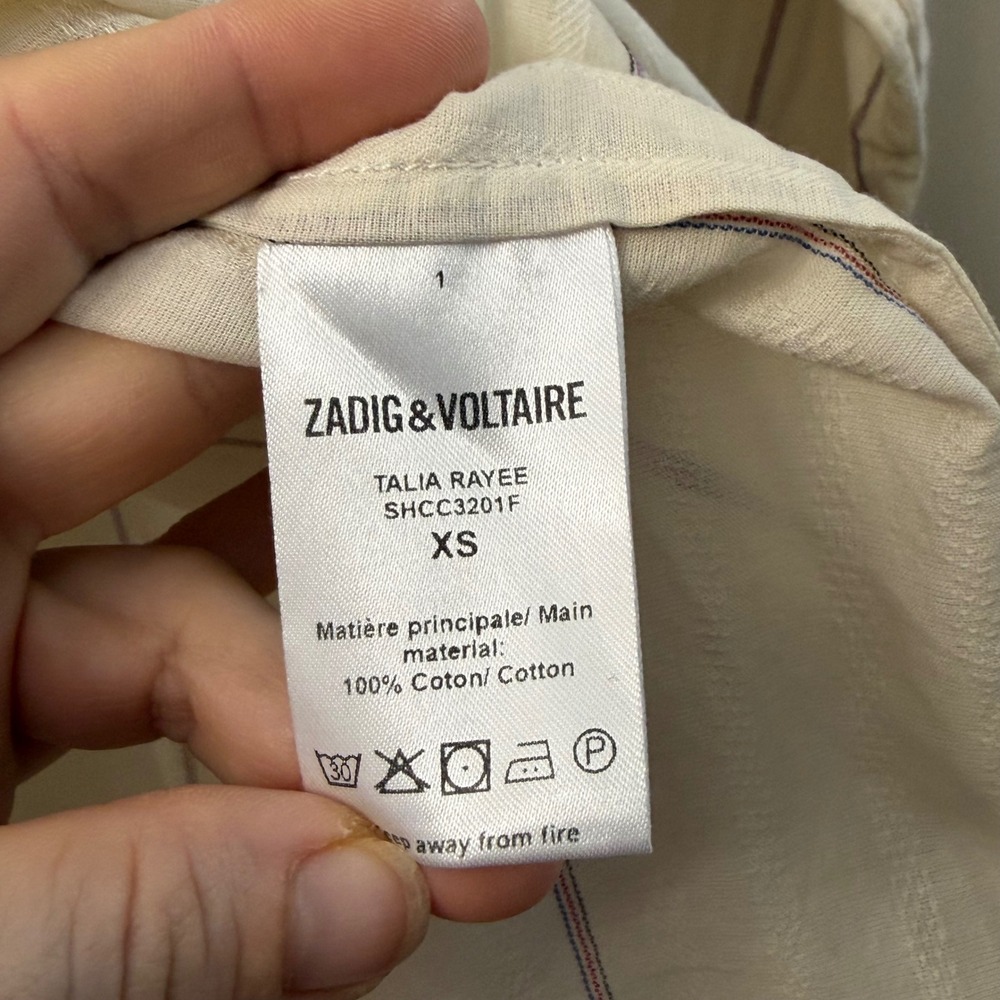 1
ZADIG&VOLTAIRE
TALIA RAYEE
SHCC3201F
XS
Matière principale/ Main
material:
100% Coton/ Cotton
30 P
away from fire